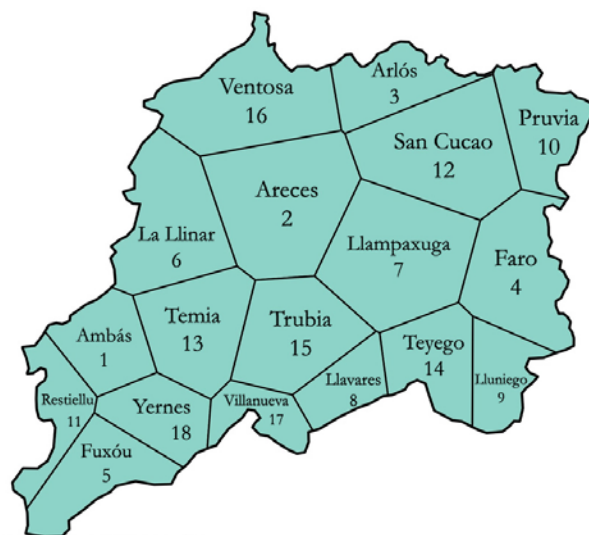 Ventosa
16
Arlós
3
Pruvia
10
San Cucao
12
Areces
2
La Llinar
6
Llampaxuga
7
Faro
4
Ambás
1
Temia
13
Trubia
15
Teyego
14
Lluniego
9
Llavares
8
Restiellu
11
Yernes
18
Villanueva
17
Fuxóu
5